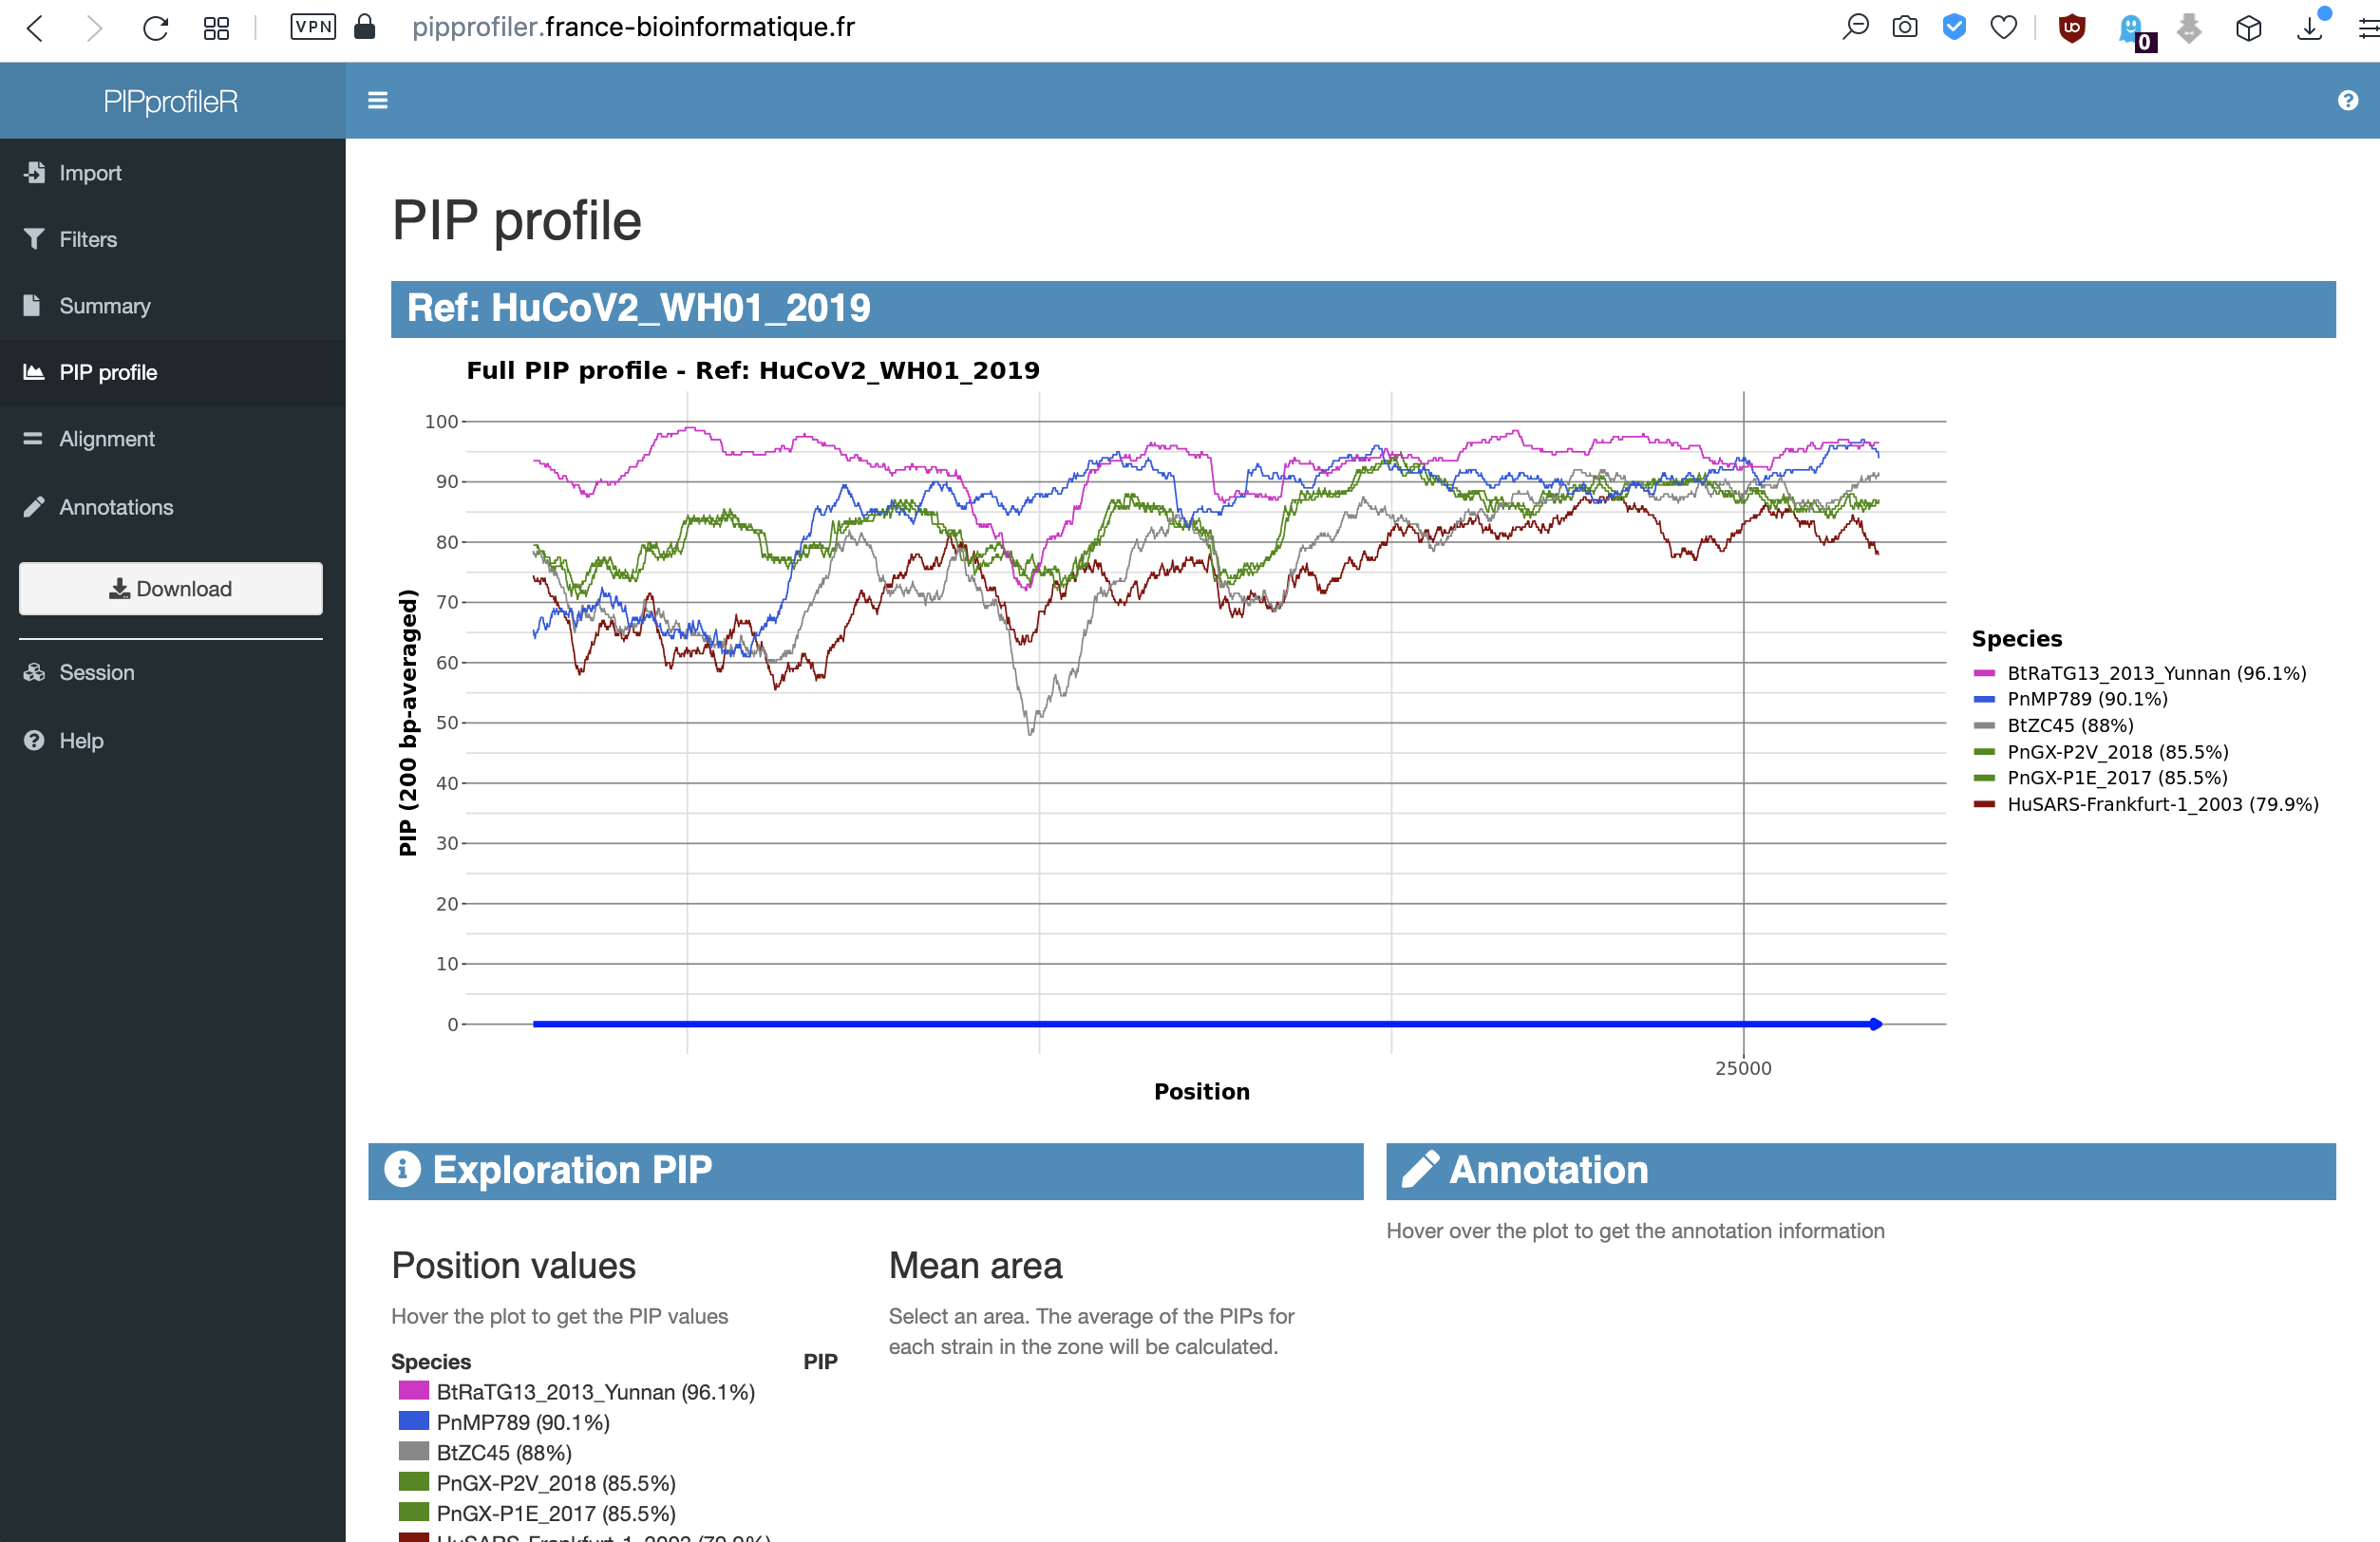 VPN
pipprofiler.france-bioinformatique.fr
0
PIPprofileR
Import
Filters
Summary
PIP profile
Alignment
Annotations
Download
Session
Help
PIP profile
Ref: HuCoV2_WH01_2019
Full PIP profile - Ref: HuCoV2_WH01_2019
100
90
80
70
60
50
40
30
20
10
0
PIP (200 bp-averaged)
25000
Position
Species
BtRaTG13_2013_Yunnan (96.1%)
PnMP789 (90.1%)
BtZC45 (88%)
PnGX-P2V_2018 (85.5%)
PnGX-P1E_2017 (85.5%)
HuSARS-Frankfurt-1_2003 (79.9%)
Exploration PIP
Position values
Hover the plot to get the PIP values
Species PIP
BtRaTG13_2013_Yunnan (96.1%)
PnMP789 (90.1%)
BtZC45 (88%)
PnGX-P2V_2018 (85.5%)
PnGX-P1E_2017 (85.5%)
HuSARS-Frankfurt-1_2003 (79.9%)
Mean area
Select an area. The average of the PIPs for
each strain in the zone will be calculated.
Annotation
Hover over the plot to get the annotation information